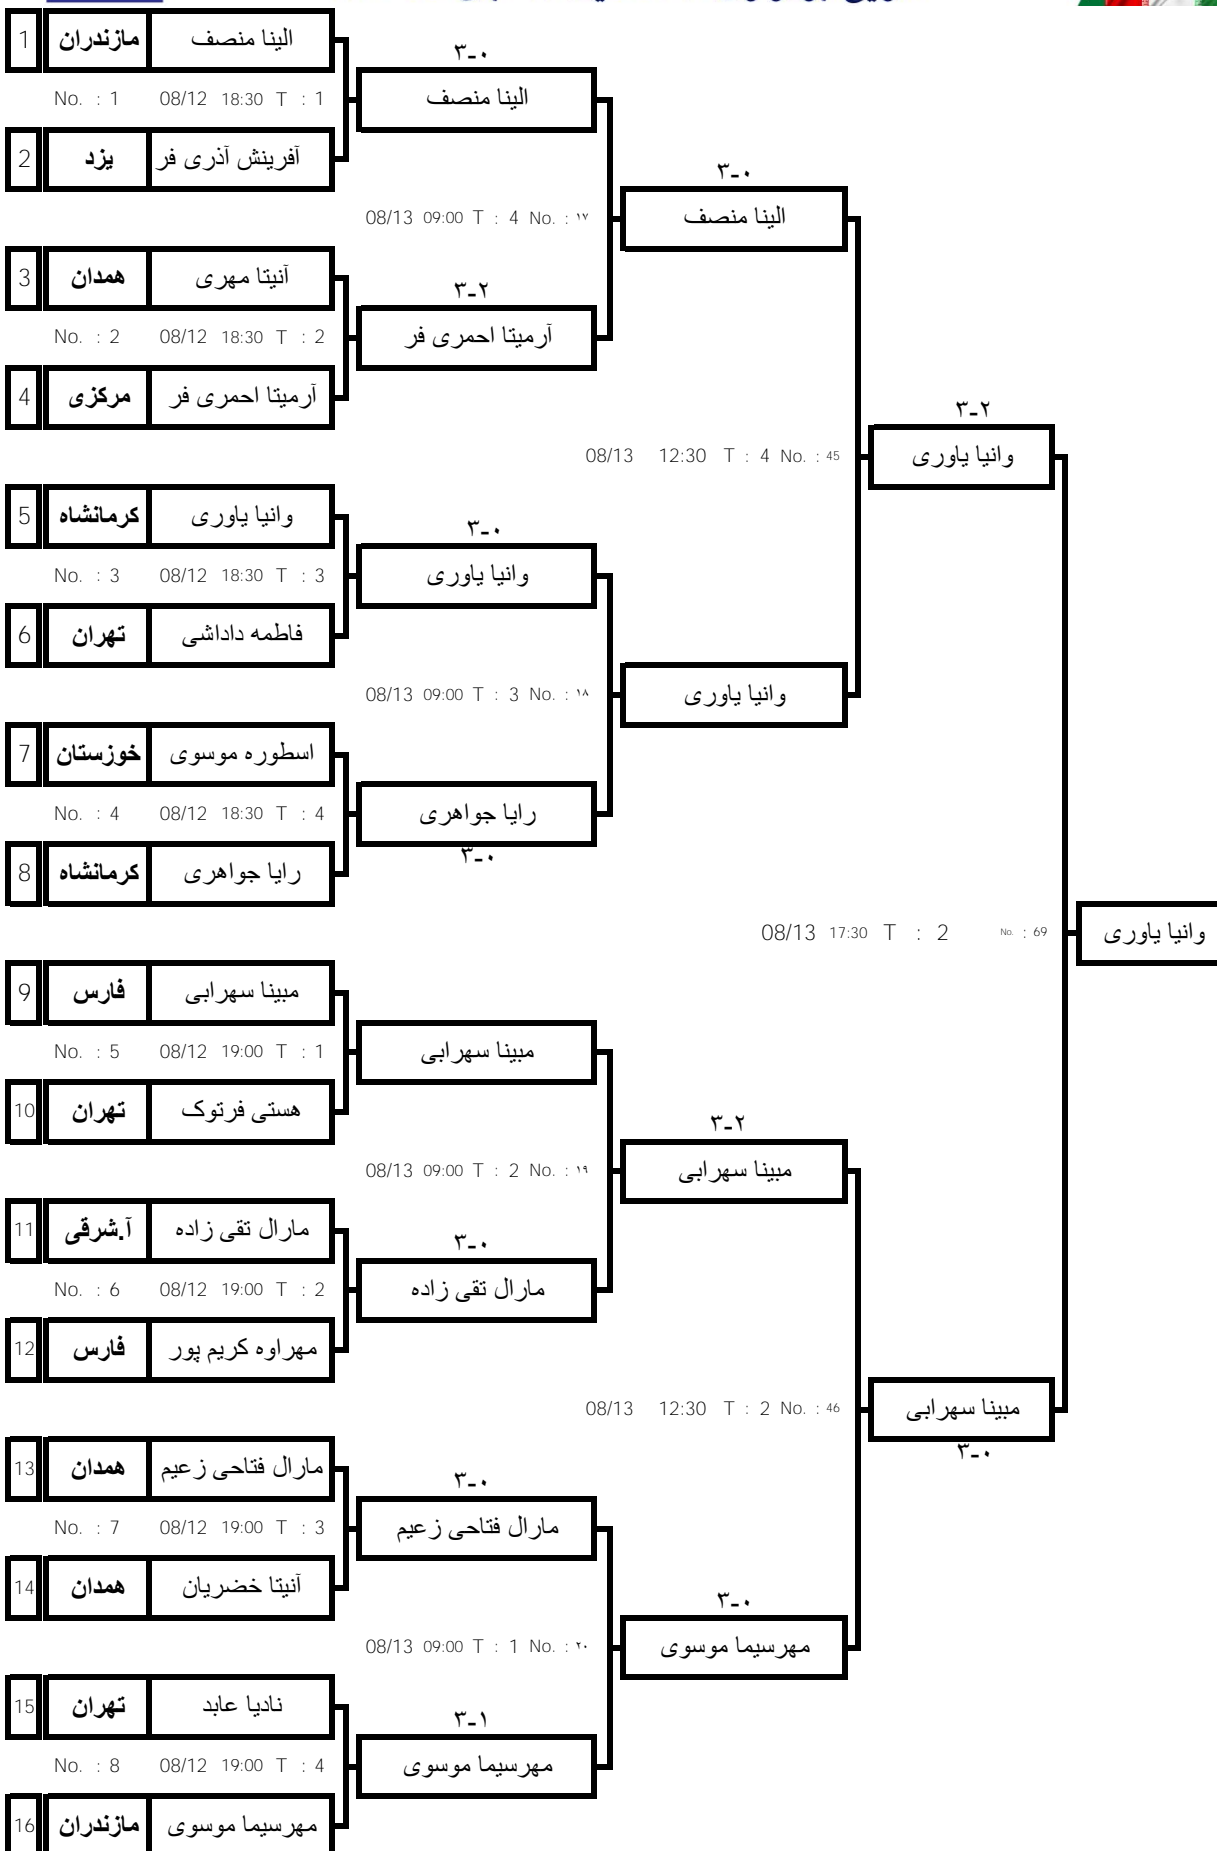 1 مازندران الینا منصف
۳-۰
No. : 1 08/12 18:30 T : 1
الینا منصف
2 یزد آفرینش آذری فر
۳-۰
08/13 09:00 T : 4 No. : ۱۷
الینا منصف
3 همدان آنیتا مهری
۳-۲
No. : 2 08/12 18:30 T : 2
آرمیتا احمری فر
4 مرکزی آرمیتا احمری فر
۳-۲
08/13 12:30 T : 4 No. : 45
وانیا یاوری
5 کرمانشاه وانیا یاوری
۳-۰
No. : 3 08/12 18:30 T : 3
وانیا یاوری
6 تهران فاطمه داداشی
08/13 09:00 T : 3 No. : ۱۸
وانیا یاوری
7 خوزستان اسطوره موسوی
No. : 4 08/12 18:30 T : 4
رایا جواهری
۳-۰
8 کرمانشاه رایا جواهری
08/13 17:30 T : 2 No. : 69
وانیا یاوری
9 فارس مبینا سهرابی
No. : 5 08/12 19:00 T : 1
مبینا سهرابی
10 تهران هستی فرتوک
۳-۲
08/13 09:00 T : 2 No. : ۱۹
مبینا سهرابی
11 آ.شرقی مارال تقی زاده
۳-۰
No. : 6 08/12 19:00 T : 2
مارال تقی زاده
12 فارس مهراوه کریم پور
08/13 12:30 T : 2 No. : 46
مبینا سهرابی
۳-۰
13 همدان مارال فتاحی زعیم
۳-۰
No. : 7 08/12 19:00 T : 3
مارال فتاحی زعیم
14 همدان آنیتا خضریان
۳-۰
08/13 09:00 T : 1 No. : ۲۰
مهرسیما موسوی
15 تهران نادیا عابد
۳-۱
No. : 8 08/12 19:00 T : 4
مهرسیما موسوی
16 مازندران مهرسیما موسوی